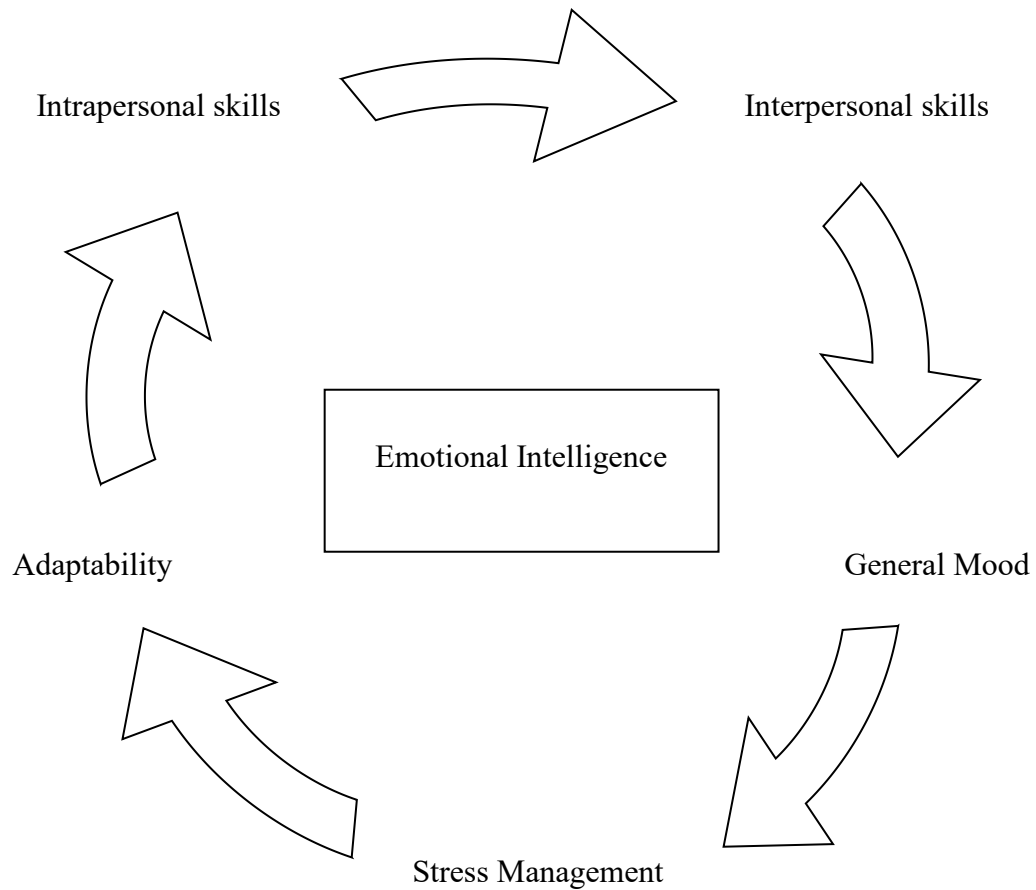 Intrapersonal skills
Interpersonal skills
Emotional Intelligence
Adaptability
General Mood
Stress Management